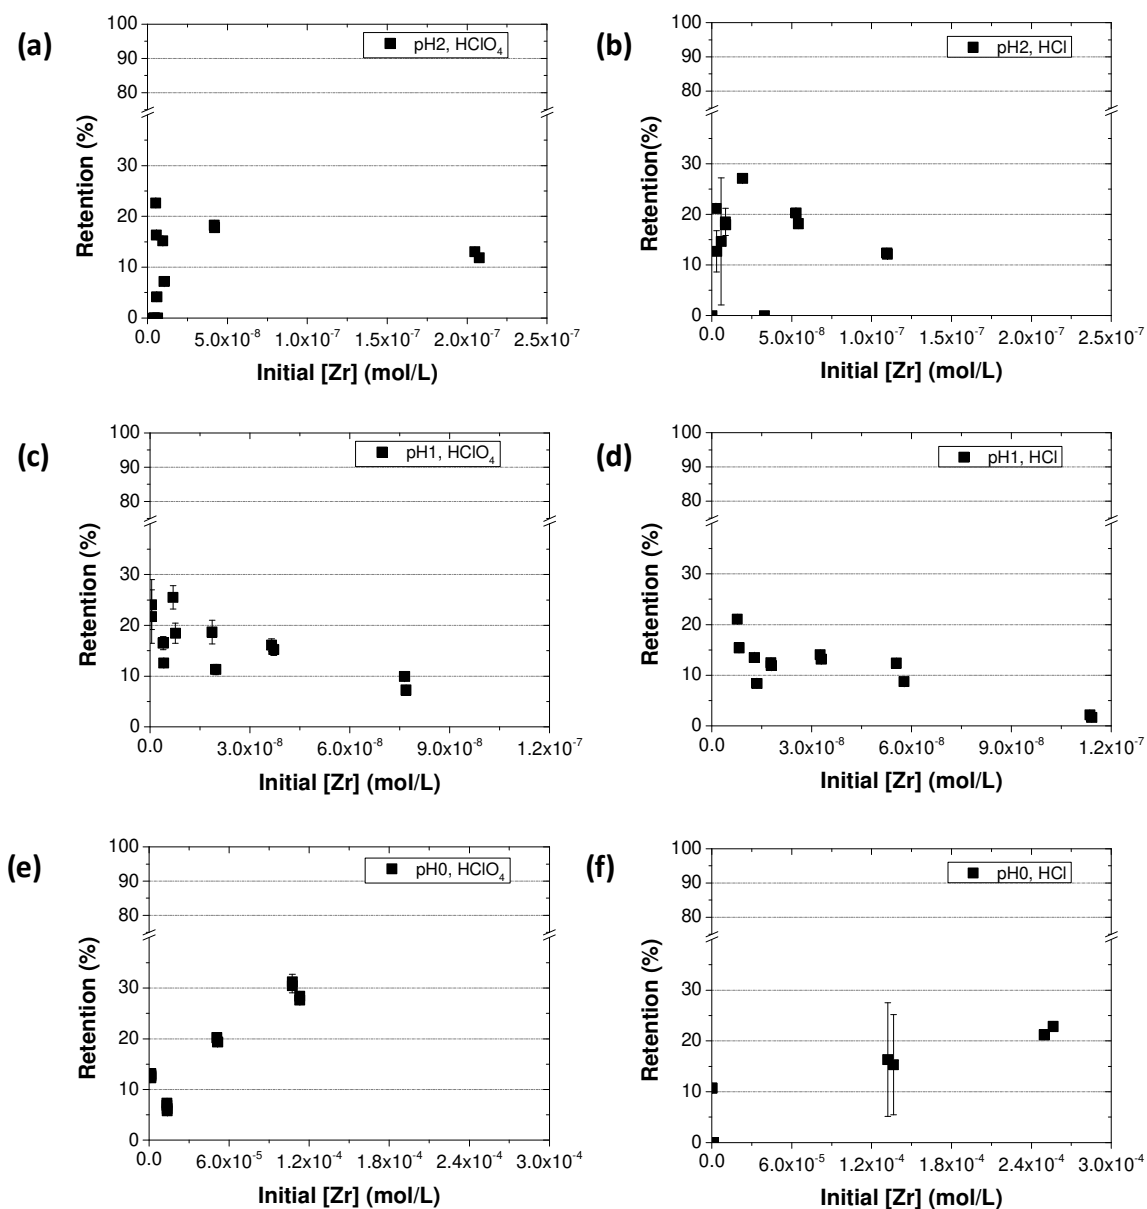 (a)
pH2, HClO₄
Retention (%)
100
90
80
30
20
10
0
0.0
5.0x10⁻⁸
1.0x10⁻⁷
1.5x10⁻⁷
2.0x10⁻⁷
2.5x10⁻⁷
Initial [Zr] (mol/L)
(b)
pH2, HCl
Retention(%)
100
90
80
30
20
10
0
0.0
5.0x10⁻⁸
1.0x10⁻⁷
1.5x10⁻⁷
2.0x10⁻⁷
2.5x10⁻⁷
Initial [Zr] (mol/L)
(c)
pH1, HClO₄
Retention (%)
100
90
80
30
20
10
0
0.0
3.0x10⁻⁸
6.0x10⁻⁸
9.0x10⁻⁸
1.2x10⁻⁷
Initial [Zr] (mol/L)
(d)
pH1, HCl
Retention (%)
100
90
80
30
20
10
0
0.0
3.0x10⁻⁸
6.0x10⁻⁸
9.0x10⁻⁸
1.2x10⁻⁷
Initial [Zr] (mol/L)
(e)
pH0, HClO₄
Retention (%)
100
90
80
30
20
10
0
0.0
6.0x10⁻⁵
1.2x10⁻⁴
1.8x10⁻⁴
2.4x10⁻⁴
3.0x10⁻⁴
Initial [Zr] (mol/L)
(f)
pH0, HCl
Retention (%)
100
90
80
30
20
10
0
0.0
6.0x10⁻⁵
1.2x10⁻⁴
1.8x10⁻⁴
2.4x10⁻⁴
3.0x10⁻⁴
Initial [Zr] (mol/L)